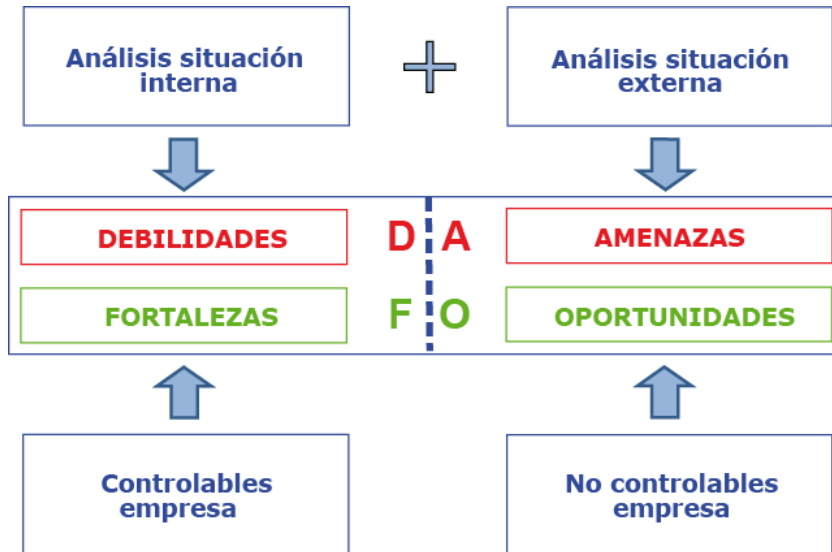 Análisis situación
interna
Análisis situación
externa
DEBILIDADES
D
A
AMENAZAS
FORTALEZAS
F
O
OPORTUNIDADES
Controlables
empresa
No controlables
empresa